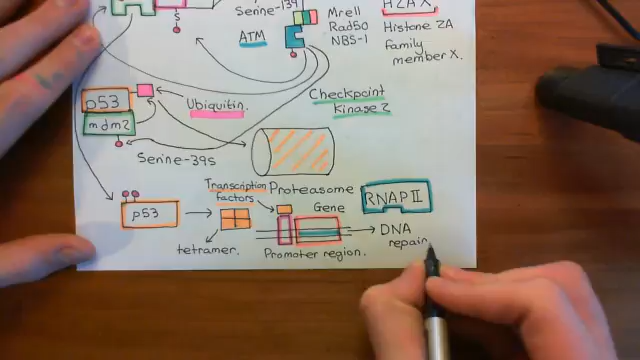 S
Serine-139
H2AX
ATM
Mre11
Rad50
NBS-1
Histone 2A
family
member X.
p53
mdm2
Ubiquitin.
Checkpoint
kinase 2
Serine-395
Transcription
factors
Proteasome
RNAP II
Gene
p53
DNA
repair
tetramer.
Promoter region.